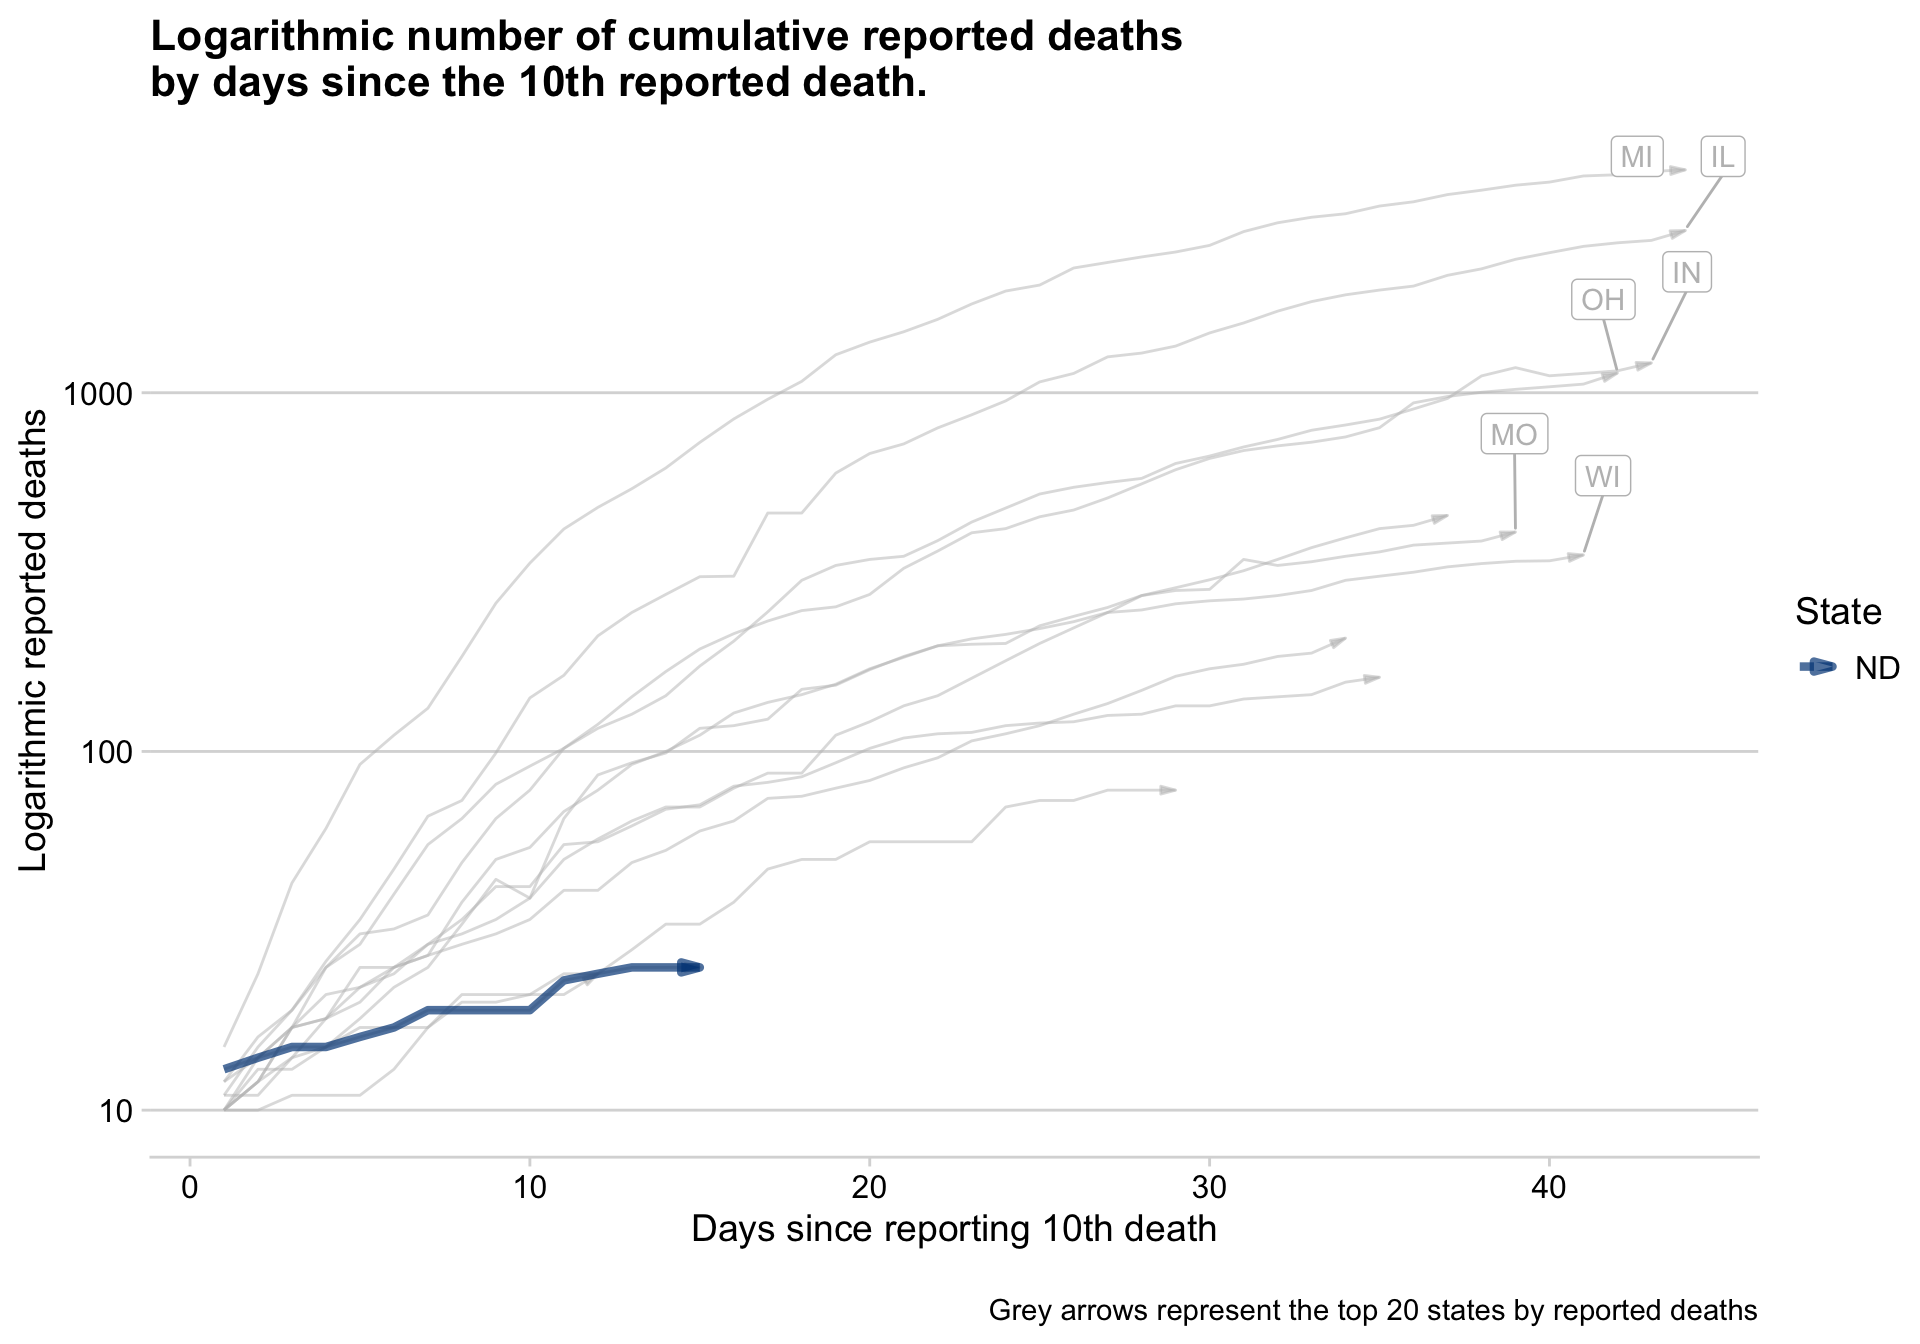 Logarithmic number of cumulative reported deaths
by days since the 10th reported death.
MI
IL
IN
OH
MO
WI
1000
100
10
Logarithmic reported deaths
State
ND
0 10 20 30 40
Days since reporting 10th death
Grey arrows represent the top 20 states by reported deaths